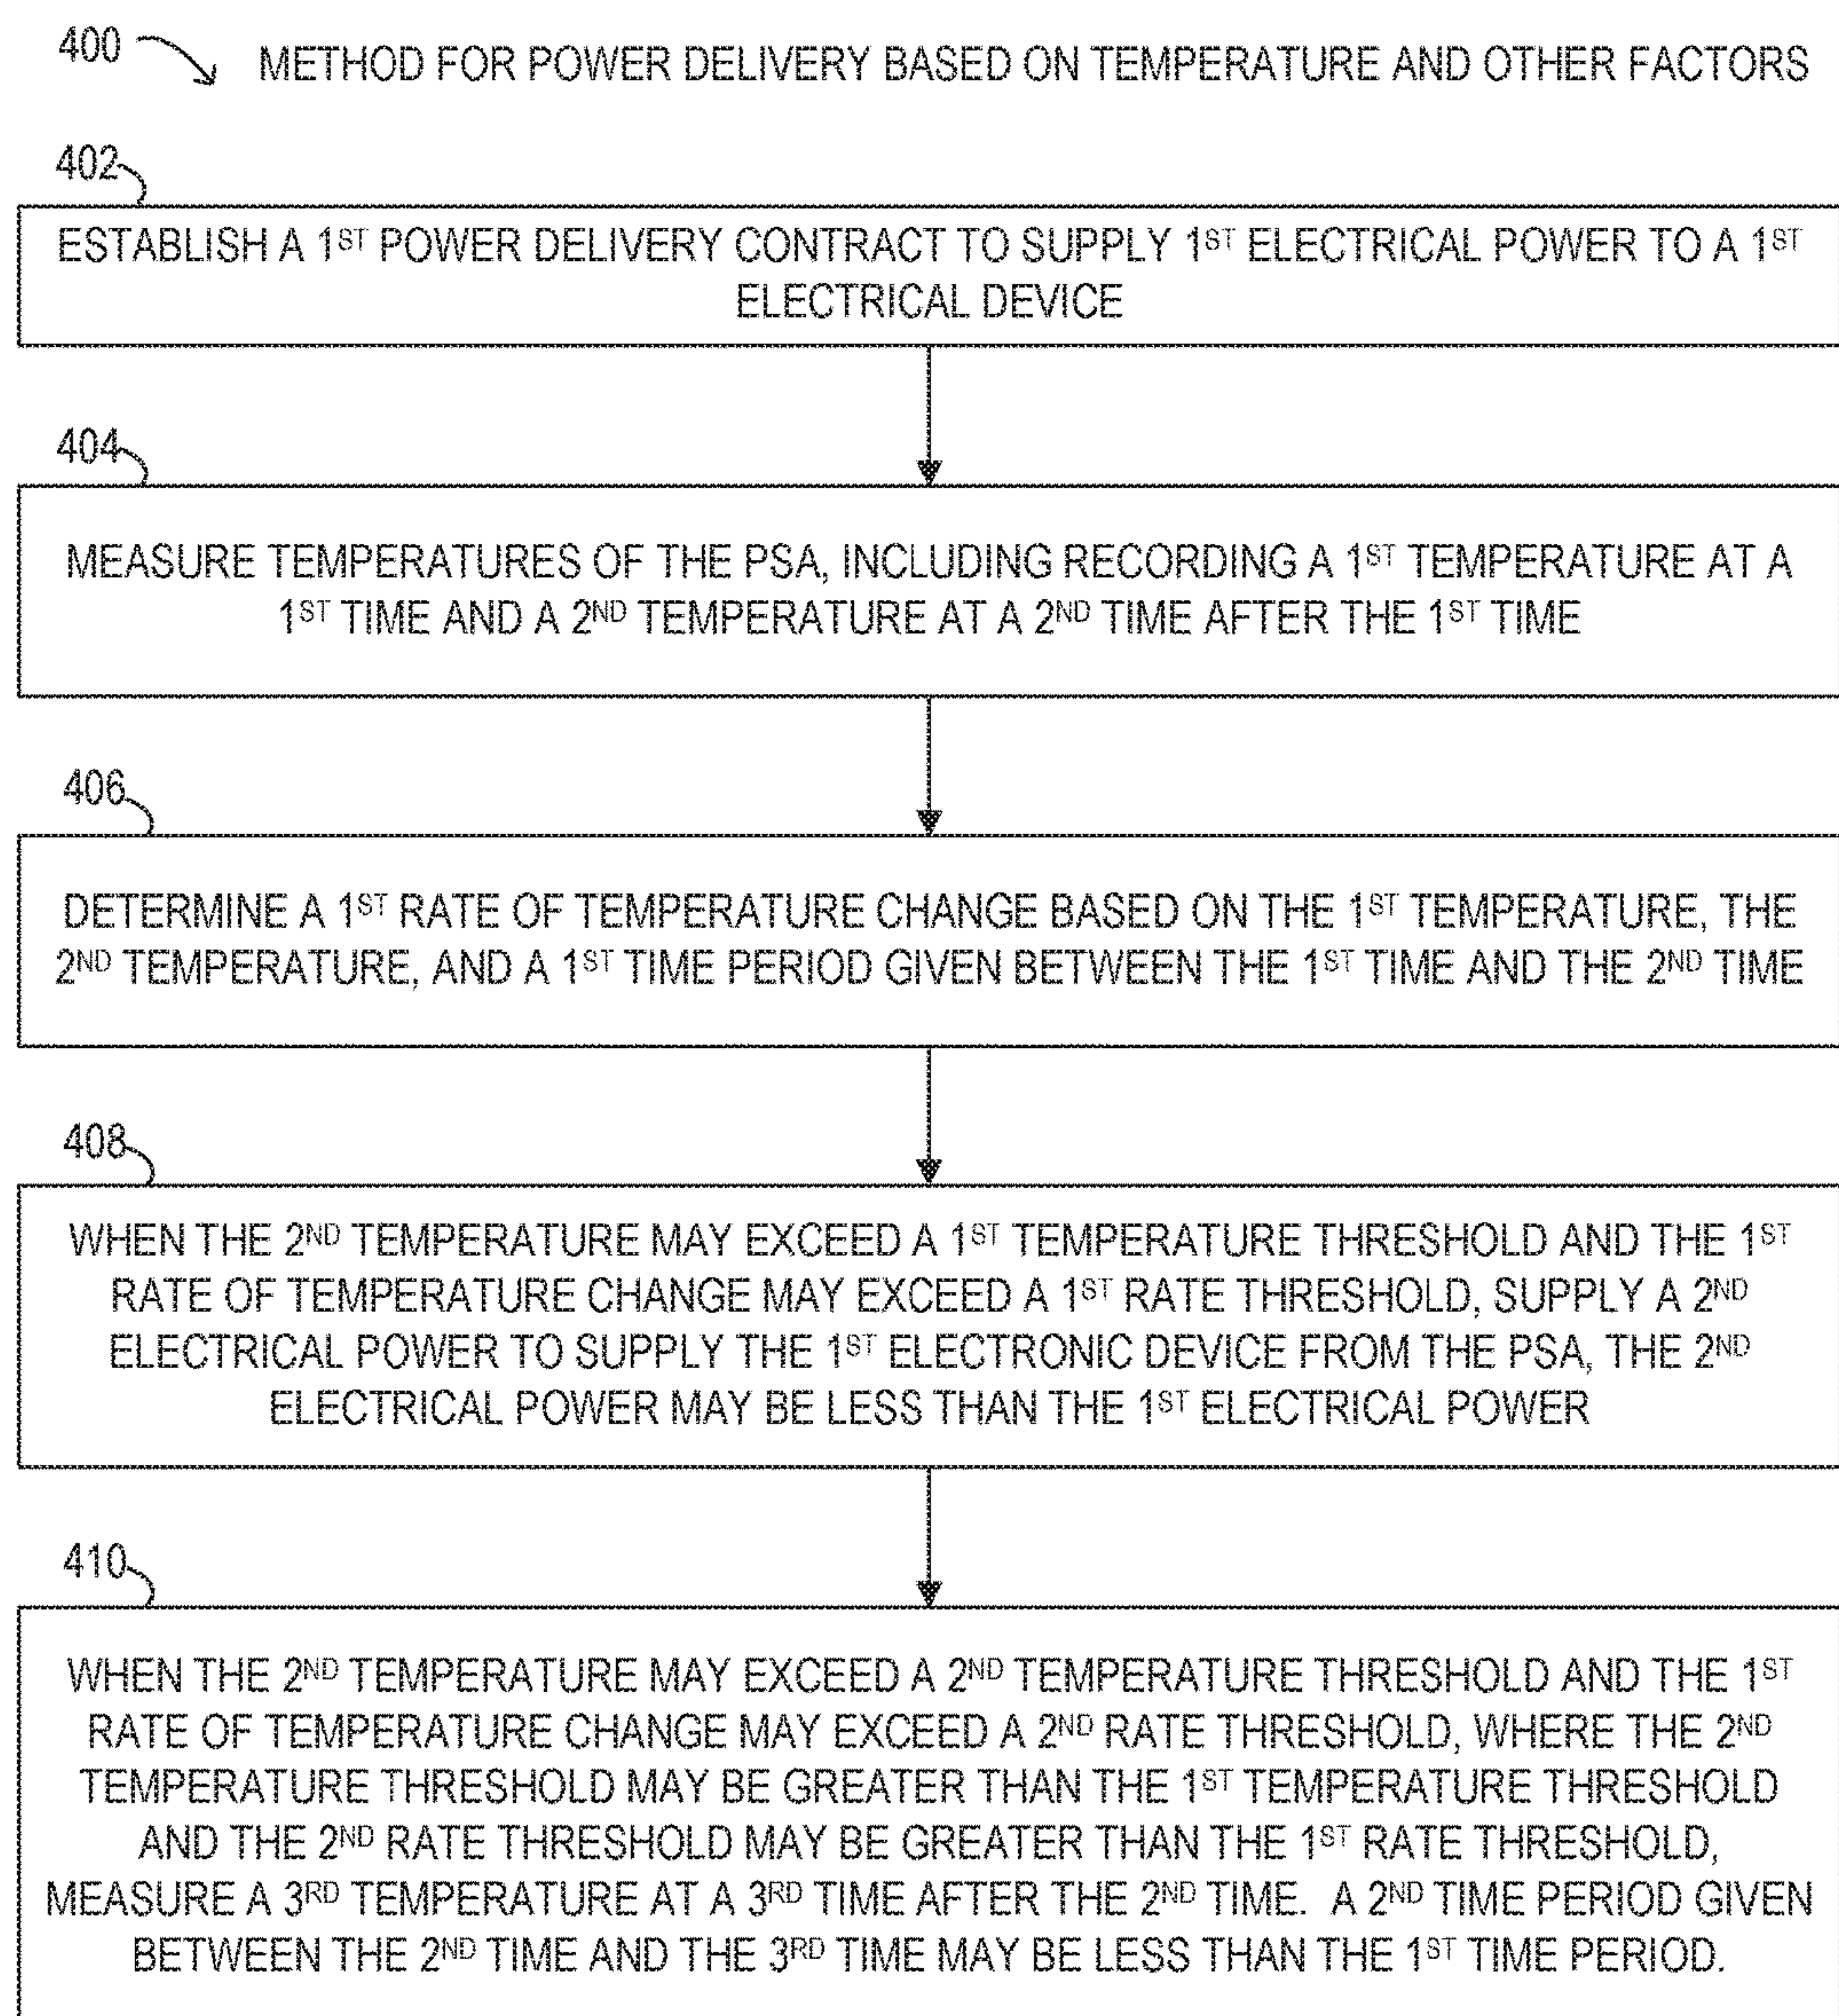 400 METHOD FOR POWER DELIVERY BASED ON TEMPERATURE AND OTHER FACTORS
402
ESTABLISH A 1ST POWER DELIVERY CONTRACT TO SUPPLY 1ST ELECTRICAL POWER TO A 1ST
ELECTRICAL DEVICE
404
MEASURE TEMPERATURES OF THE PSA, INCLUDING RECORDING A 1ST TEMPERATURE AT A
1ST TIME AND A 2ND TEMPERATURE AT A 2ND TIME AFTER THE 1ST TIME
406
DETERMINE A 1ST RATE OF TEMPERATURE CHANGE BASED ON THE 1ST TEMPERATURE, THE
2ND TEMPERATURE, AND A 1ST TIME PERIOD GIVEN BETWEEN THE 1ST TIME AND THE 2ND TIME
408
WHEN THE 2ND TEMPERATURE MAY EXCEED A 1ST TEMPERATURE THRESHOLD AND THE 1ST
RATE OF TEMPERATURE CHANGE MAY EXCEED A 1ST RATE THRESHOLD, SUPPLY A 2ND
ELECTRICAL POWER TO SUPPLY THE 1ST ELECTRONIC DEVICE FROM THE PSA, THE 2ND
ELECTRICAL POWER MAY BE LESS THAN THE 1ST ELECTRICAL POWER
410
WHEN THE 2ND TEMPERATURE MAY EXCEED A 2ND TEMPERATURE THRESHOLD AND THE 1ST
RATE OF TEMPERATURE CHANGE MAY EXCEED A 2ND RATE THRESHOLD, WHERE THE 2ND
TEMPERATURE THRESHOLD MAY BE GREATER THAN THE 1ST TEMPERATURE THRESHOLD
AND THE 2ND RATE THRESHOLD MAY BE GREATER THAN THE 1ST RATE THRESHOLD,
MEASURE A 3RD TEMPERATURE AT A 3RD TIME AFTER THE 2ND TIME. A 2ND TIME PERIOD GIVEN
BETWEEN THE 2ND TIME AND THE 3RD TIME MAY BE LESS THAN THE 1ST TIME PERIOD.